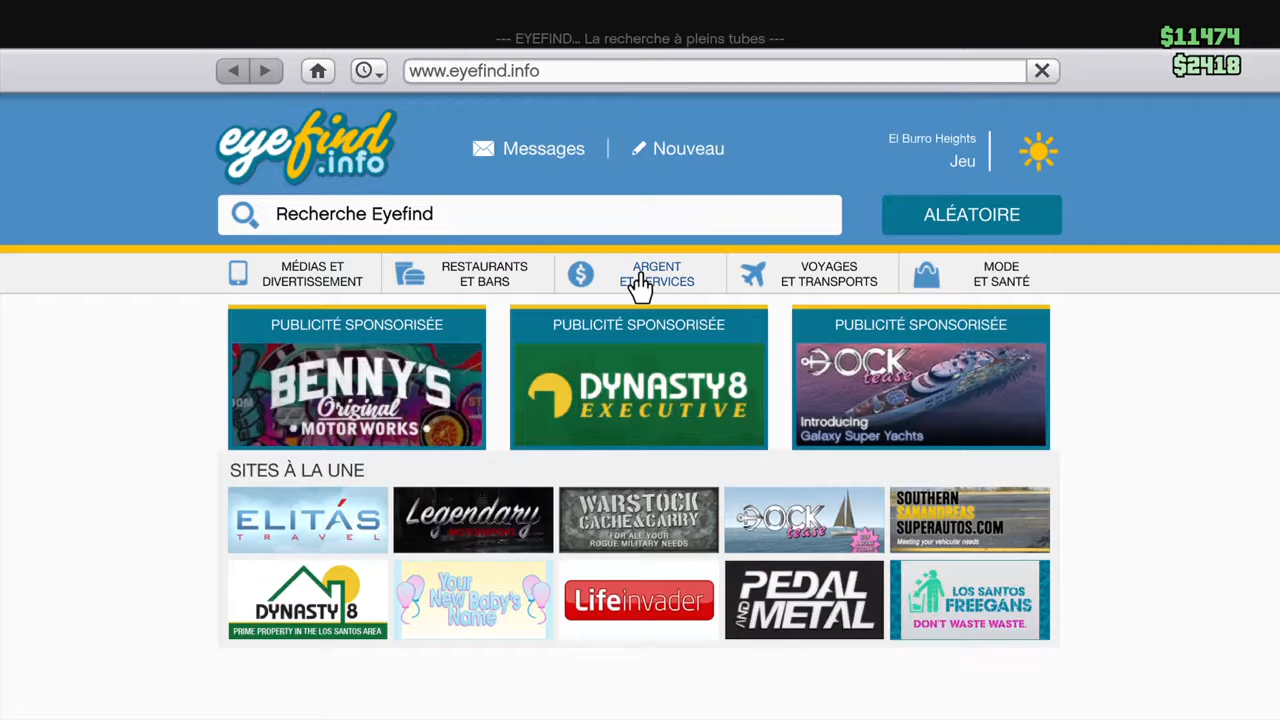 --- EYEFIND... La recherche à pleins tubes ---
$11474
$2418
www.eyefind.info
eyefind
.info
Messages
Nouveau
El Burro Heights
Jeu
Recherche Eyefind
ALÉATOIRE
MÉDIAS ET
DIVERTISSEMENT
RESTAURANTS
ET BARS
ARGENT
ET SERVICES
VOYAGES
ET TRANSPORTS
MODE
ET SANTÉ
PUBLICITÉ SPONSORISÉE
BENNY'S
Original
MOTOR WORKS
PUBLICITÉ SPONSORISÉE
DYNASTY 8
EXECUTIVE
PUBLICITÉ SPONSORISÉE
DOCK
tease
Introducing
Galaxy Super Yachts
SITES À LA UNE
ELITÁS
TRAVEL
Legendary
MOTORSPORT
WARSTOCK
CACHE & CARRY
FOR ALL YOUR
ROGUE MILITARY NEEDS
DOCK
tease
SOUTHERN
SANANDREAS
SUPERAUTOS.COM
Meeting your vehicular needs
DYNASTY 8
PRIME PROPERTY IN THE LOS SANTOS AREA
Your
New Baby's
Name
Lifeinvader
PEDAL
AND
METAL
LOS SANTOS
FREEGANS
DON'T WASTE WASTE.